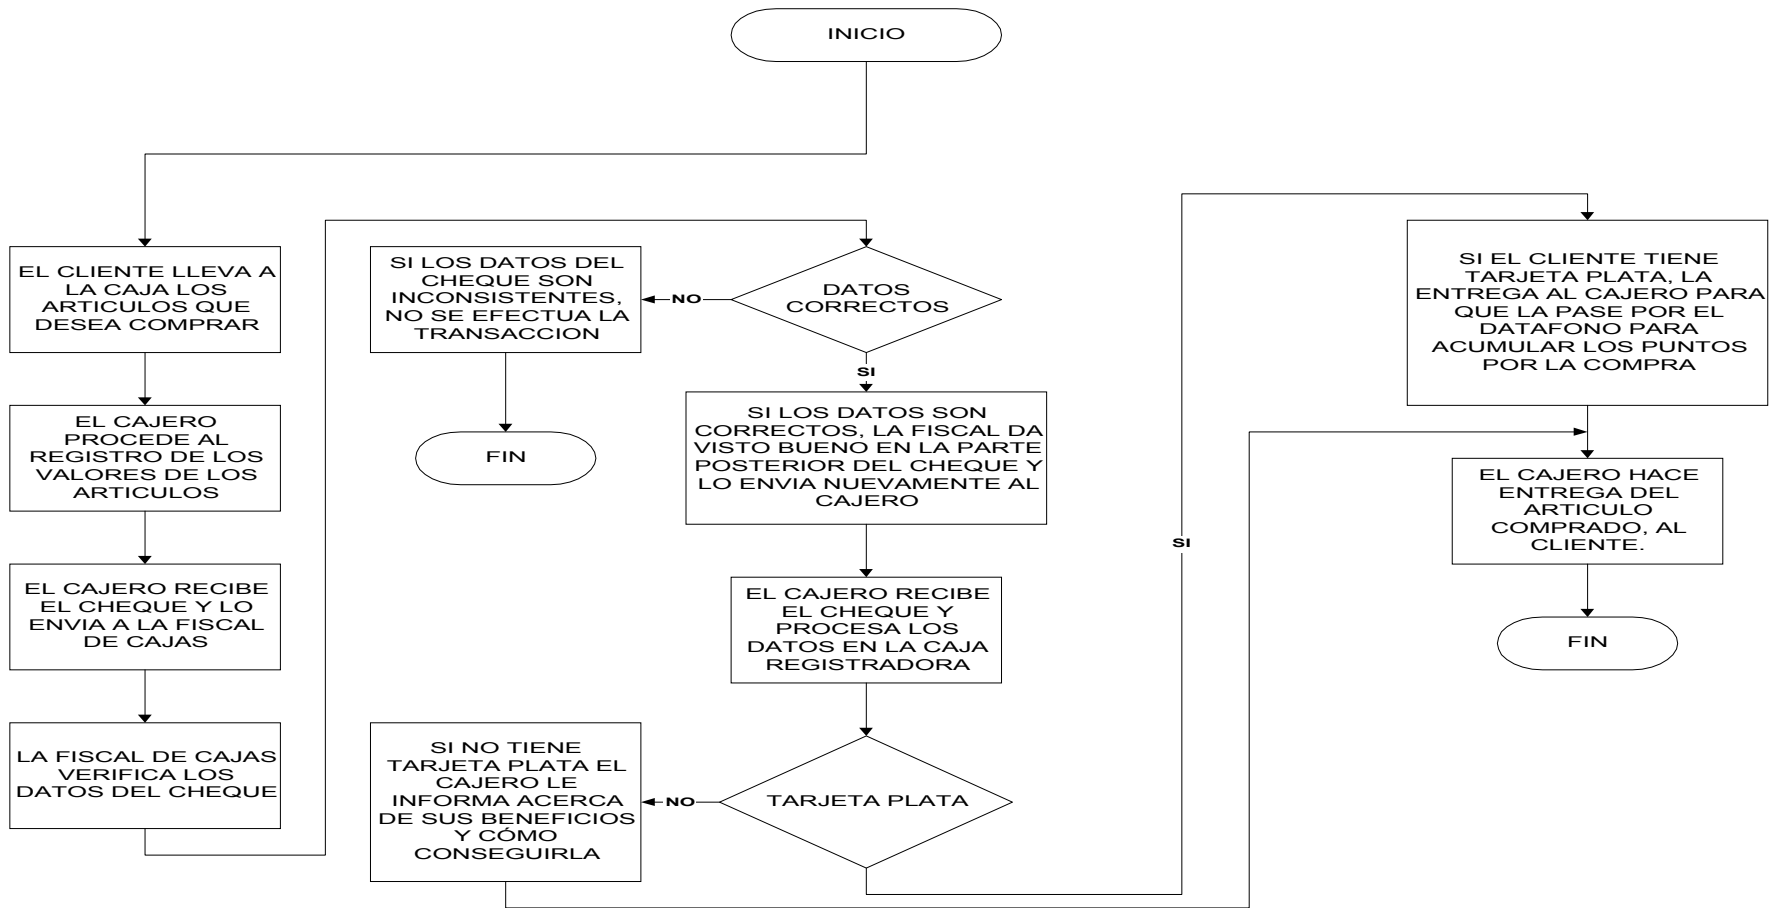 INICIO
EL CLIENTE LLEVA A
LA CAJA LOS
ARTICULOS QUE
DESEA COMPRAR
EL CAJERO
PROCEDE AL
REGISTRO DE LOS
VALORES DE LOS
ARTICULOS
EL CAJERO RECIBE
EL CHEQUE Y LO
ENVIA A LA FISCAL
DE CAJAS
LA FISCAL DE CAJAS
VERIFICA LOS
DATOS DEL CHEQUE
DATOS
CORRECTOS
NO
SI LOS DATOS DEL
CHEQUE SON
INCONSISTENTES,
NO SE EFECTUA LA
TRANSACCION
FIN
SI
SI LOS DATOS SON
CORRECTOS, LA FISCAL DA
VISTO BUENO EN LA PARTE
POSTERIOR DEL CHEQUE Y
LO ENVIA NUEVAMENTE AL
CAJERO
EL CAJERO RECIBE
EL CHEQUE Y
PROCESA LOS
DATOS EN LA CAJA
REGISTRADORA
TARJETA PLATA
NO
SI NO TIENE
TARJETA PLATA EL
CAJERO LE
INFORMA ACERCA
DE SUS BENEFICIOS
Y CÓMO
CONSEGUIRLA
SI
SI EL CLIENTE TIENE
TARJETA PLATA, LA
ENTREGA AL CAJERO PARA
QUE LA PASE POR EL
DATAFONO PARA
ACUMULAR LOS PUNTOS
POR LA COMPRA
EL CAJERO HACE
ENTREGA DEL
ARTICULO
COMPRADO, AL
CLIENTE.
FIN